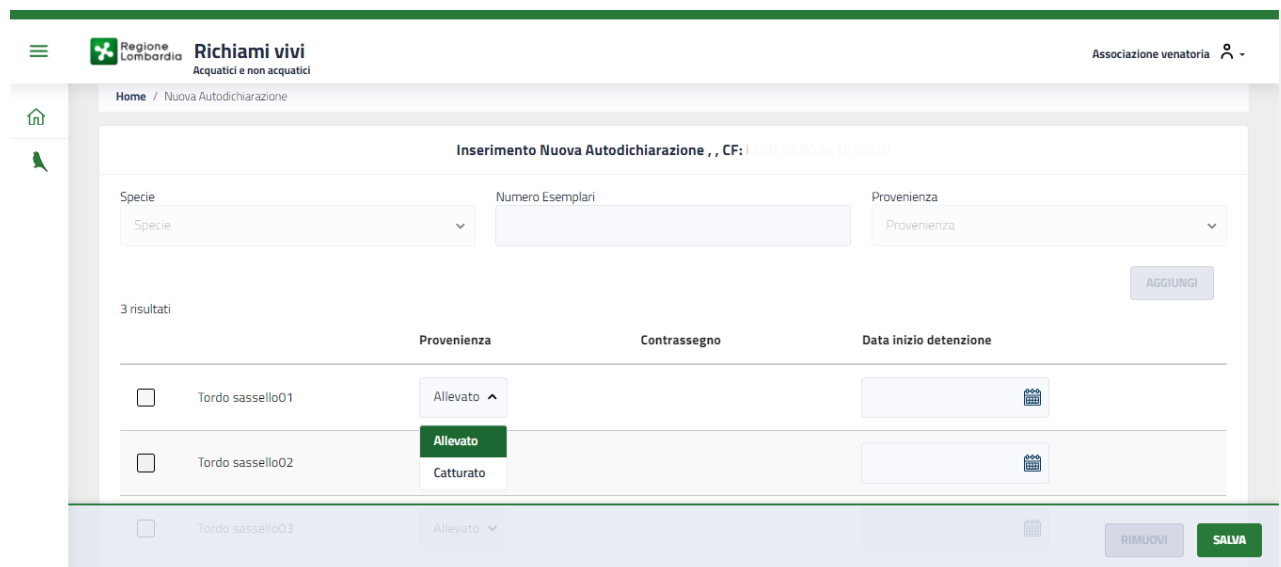 Regione
Lombardia
Richiami vivi
Acquatici e non acquatici
Associazione venatoria
Home / Nuova Autodichiarazione
Inserimento Nuova Autodichiarazione , , CF:
Specie
Numero Esemplari
Provenienza
Specie
Provenienza
AGGIUNGI
3 risultati
Provenienza
Contrassegno
Data inizio detenzione
Tordo sassello01
Allevato
Allevato
Tordo sassello02
Catturato
Tordo sassello03
Allevato
RIMUOVI
SALVA